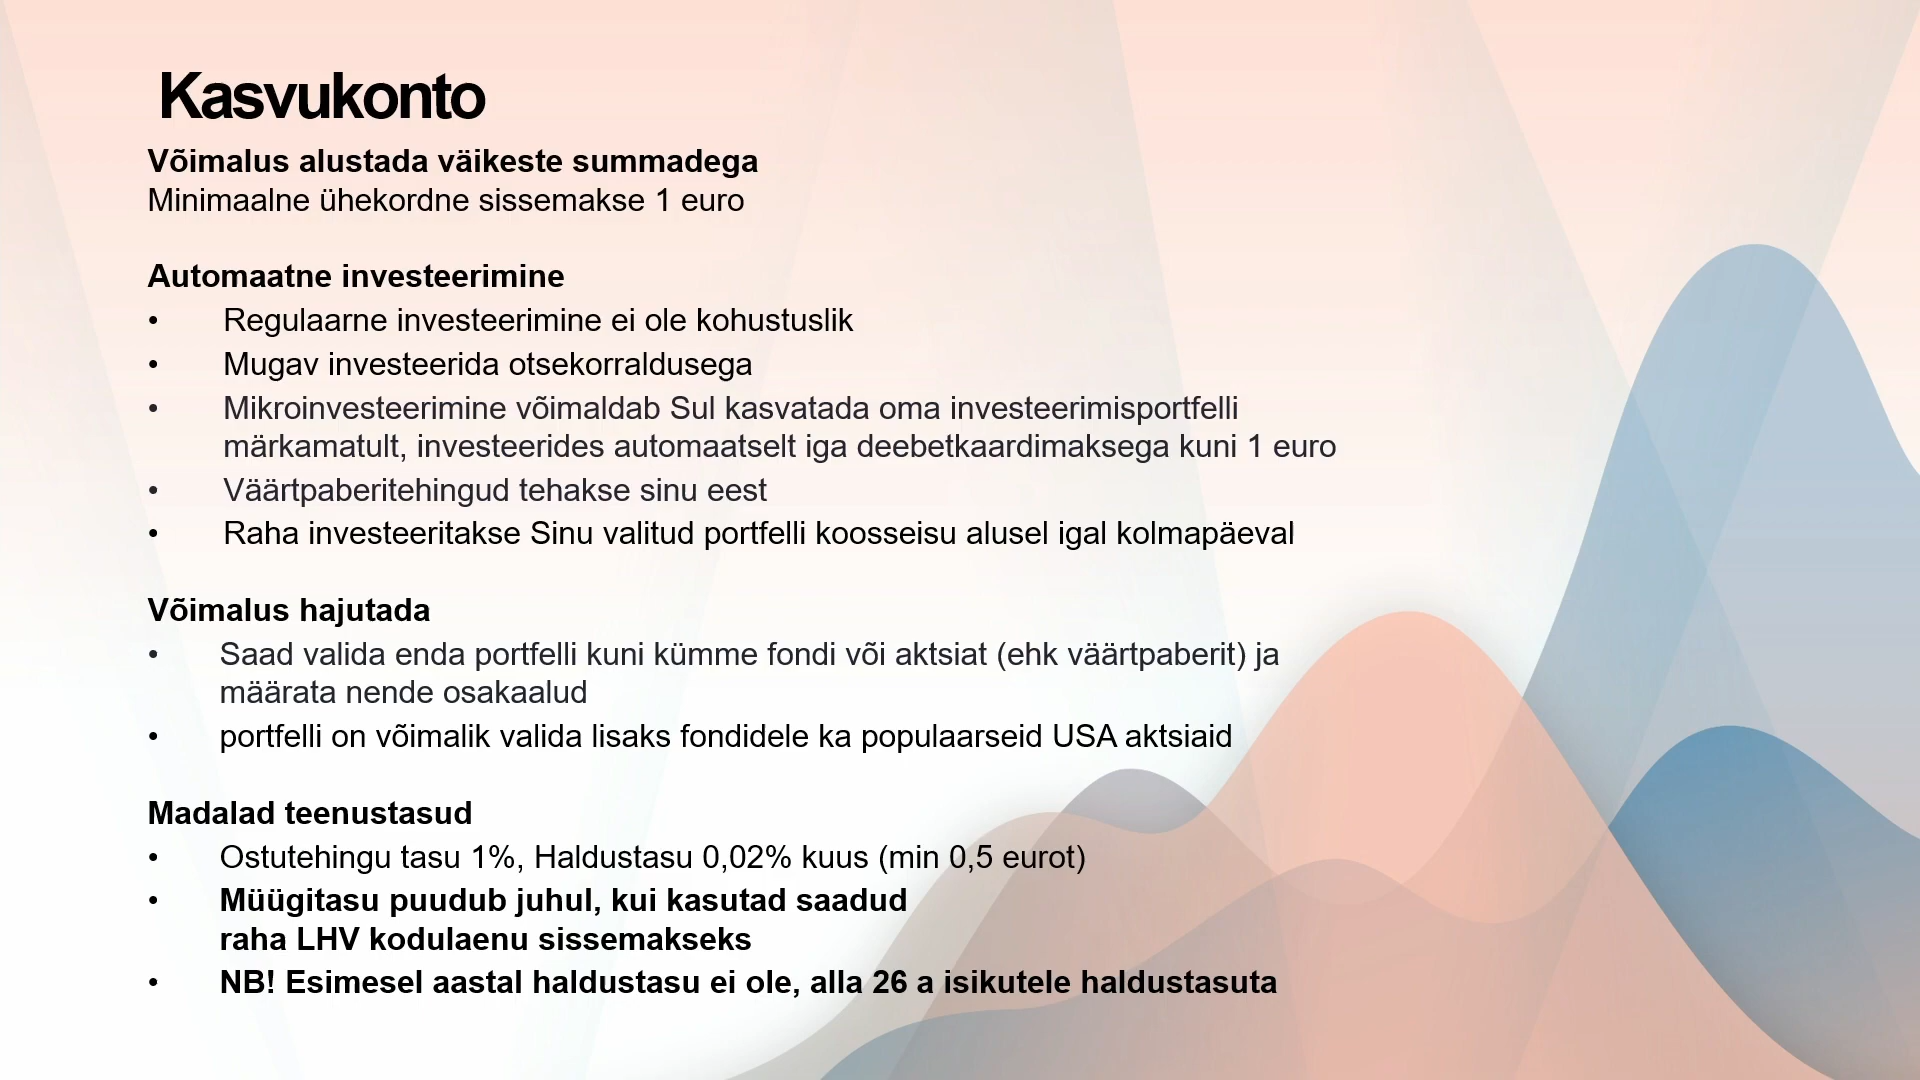 Kasvukonto
Võimalus alustada väikeste summadega
Minimaalne ühekordne sissemakse 1 euro
Automaatne investeerimine
• Regulaarne investeerimine ei ole kohustuslik
• Mugav investeerida otsekorraldusega
• Mikroinvesteerimine võimaldab Sul kasvatada oma investeerimisportfelli
märkamatult, investeerides automaatselt iga deebetkaardimaksega kuni 1 euro
• Väärtpaberitehingud tehakse sinu eest
• Raha investeeritakse Sinu valitud portfelli koosseisu alusel igal kolmapäeval
Võimalus hajutada
• Saad valida enda portfelli kuni kümme fondi või aktsiat (ehk väärtpaberit) ja
määrata nende osakaalud
• portfelli on võimalik valida lisaks fondidele ka populaarseid USA aktsiaid
Madalad teenustasud
• Ostutehingu tasu 1%, Haldustasu 0,02% kuus (min 0,5 eurot)
• Müügitasu puudub juhul, kui kasutad saadud
raha LHV kodulaenu sissemakseks
• NB! Esimesel aastal haldustasu ei ole, alla 26 a isikutele haldustasuta